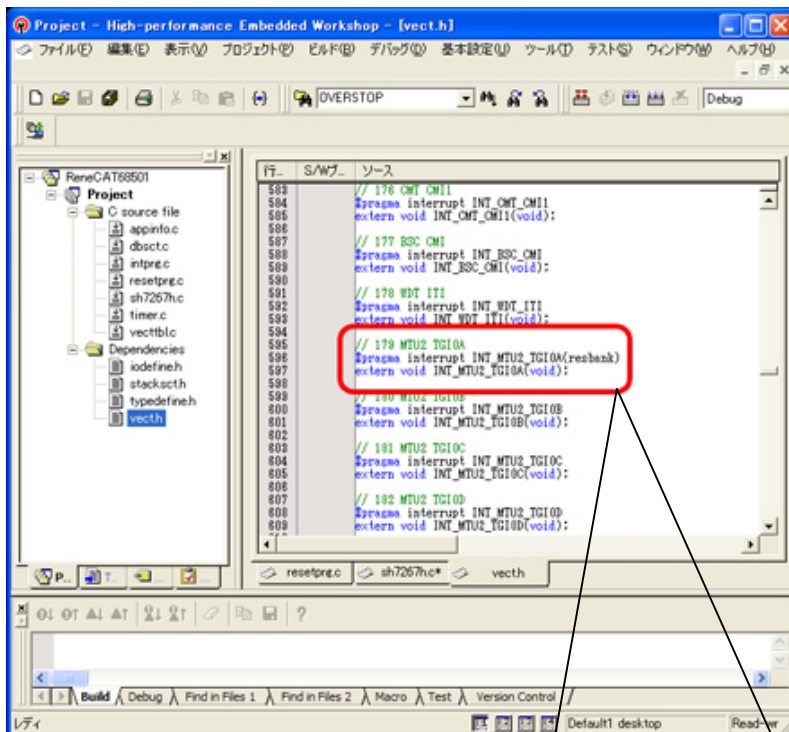 Project - High-performance Embedded Workshop - [vect.h]
ファイル(F) 編集(E) 表示(V) プロジェクト(P) ビルド(B) デバッグ(D) 基本設定(U) ツール(T) テスト(S) ウィンドウ(W) ヘルプ(H)
OVERSTOP
Debug
ReneCAT68501
Project
C source file
appinfo.c
dbsct.c
intprg.c
resetprg.c
sh7267h.c
timer.c
vecttbl.c
Dependencies
iodefine.h
stacksct.h
typedefine.h
vect.h
P...
T...
行... S/Wブ... ソース
583 // 176 CMT CMI1
584 #pragma interrupt INT_CMT_CMI1
585 extern void INT_CMT_CMI1(void);
586
587 // 177 BSC CMI
588 #pragma interrupt INT_BSC_CMI
589 extern void INT_BSC_CMI(void);
590
591 // 178 WDT ITI
592 #pragma interrupt INT_WDT_ITI
593 extern void INT_WDT_ITI(void);
594
595 // 179 MTU2 TGI0A
596 #pragma interrupt INT_MTU2_TGI0A(resbank)
597 extern void INT_MTU2_TGI0A(void);
598
599 // 180 MTU2 TGI0B
600 #pragma interrupt INT_MTU2_TGI0B
601 extern void INT_MTU2_TGI0B(void);
602
603 // 181 MTU2 TGI0C
604 #pragma interrupt INT_MTU2_TGI0C
605 extern void INT_MTU2_TGI0C(void);
606
607 // 182 MTU2 TGI0D
608 #pragma interrupt INT_MTU2_TGI0D
609 extern void INT_MTU2_TGI0D(void);
resetprg.c sh7267h.c* vect.h
Build Debug Find in Files 1 Find in Files 2 Macro Test Version Control
レディ Default1 desktop Read-wr